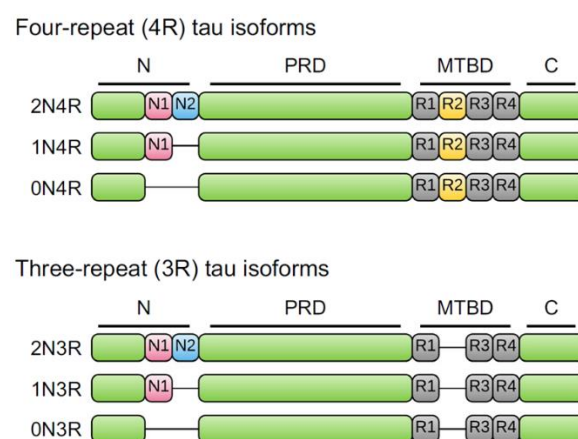 Four-repeat (4R) tau isoforms
N PRD MTBD C
2N4R N1 N2 R1 R2 R3 R4
1N4R N1 R1 R2 R3 R4
0N4R R1 R2 R3 R4
Three-repeat (3R) tau isoforms
N PRD MTBD C
2N3R N1 N2 R1 R3 R4
1N3R N1 R1 R3 R4
0N3R R1 R3 R4